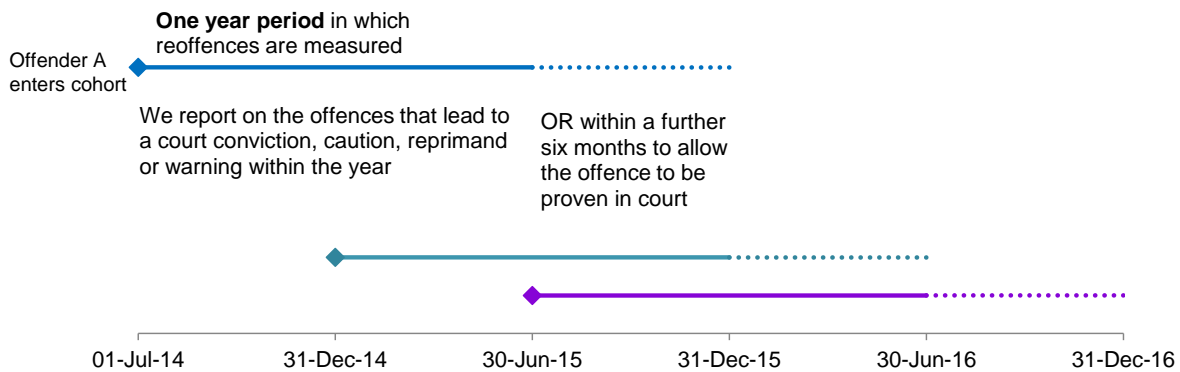 One year period in which
reoffences are measured
Offender A
enters cohort
We report on the offences that lead to
a court conviction, caution, reprimand
or warning within the year
OR within a further
six months to allow
the offence to be
proven in court
01-Jul-14
31-Dec-14
30-Jun-15
31-Dec-15
30-Jun-16
31-Dec-16